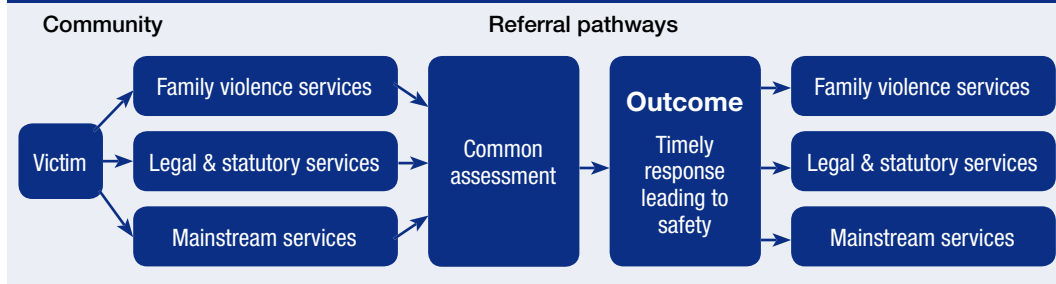 Community
Referral pathways
Victim
Family violence services
Legal & statutory services
Mainstream services
Common
assessment
Outcome
Timely
response
leading to
safety
Family violence services
Legal & statutory services
Mainstream services